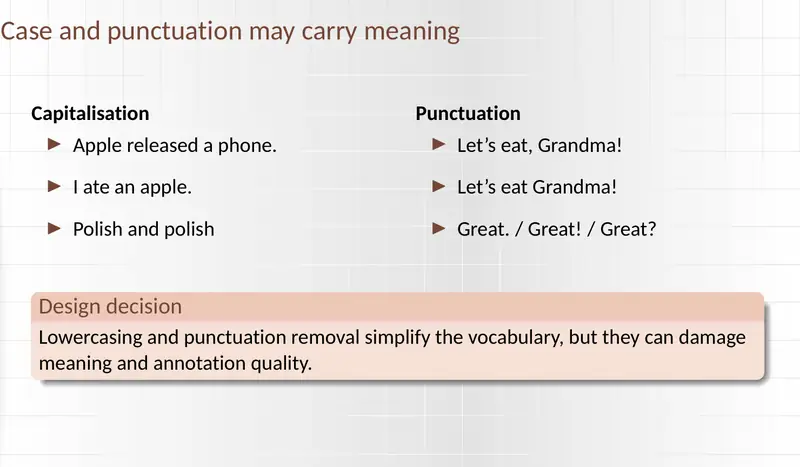 Case and punctuation may carry meaning
Capitalisation
► Apple released a phone.
► I ate an apple.
► Polish and polish
Punctuation
► Let’s eat, Grandma!
► Let’s eat Grandma!
► Great. / Great! / Great?
Design decision
Lowercasing and punctuation removal simplify the vocabulary, but they can damage
meaning and annotation quality.